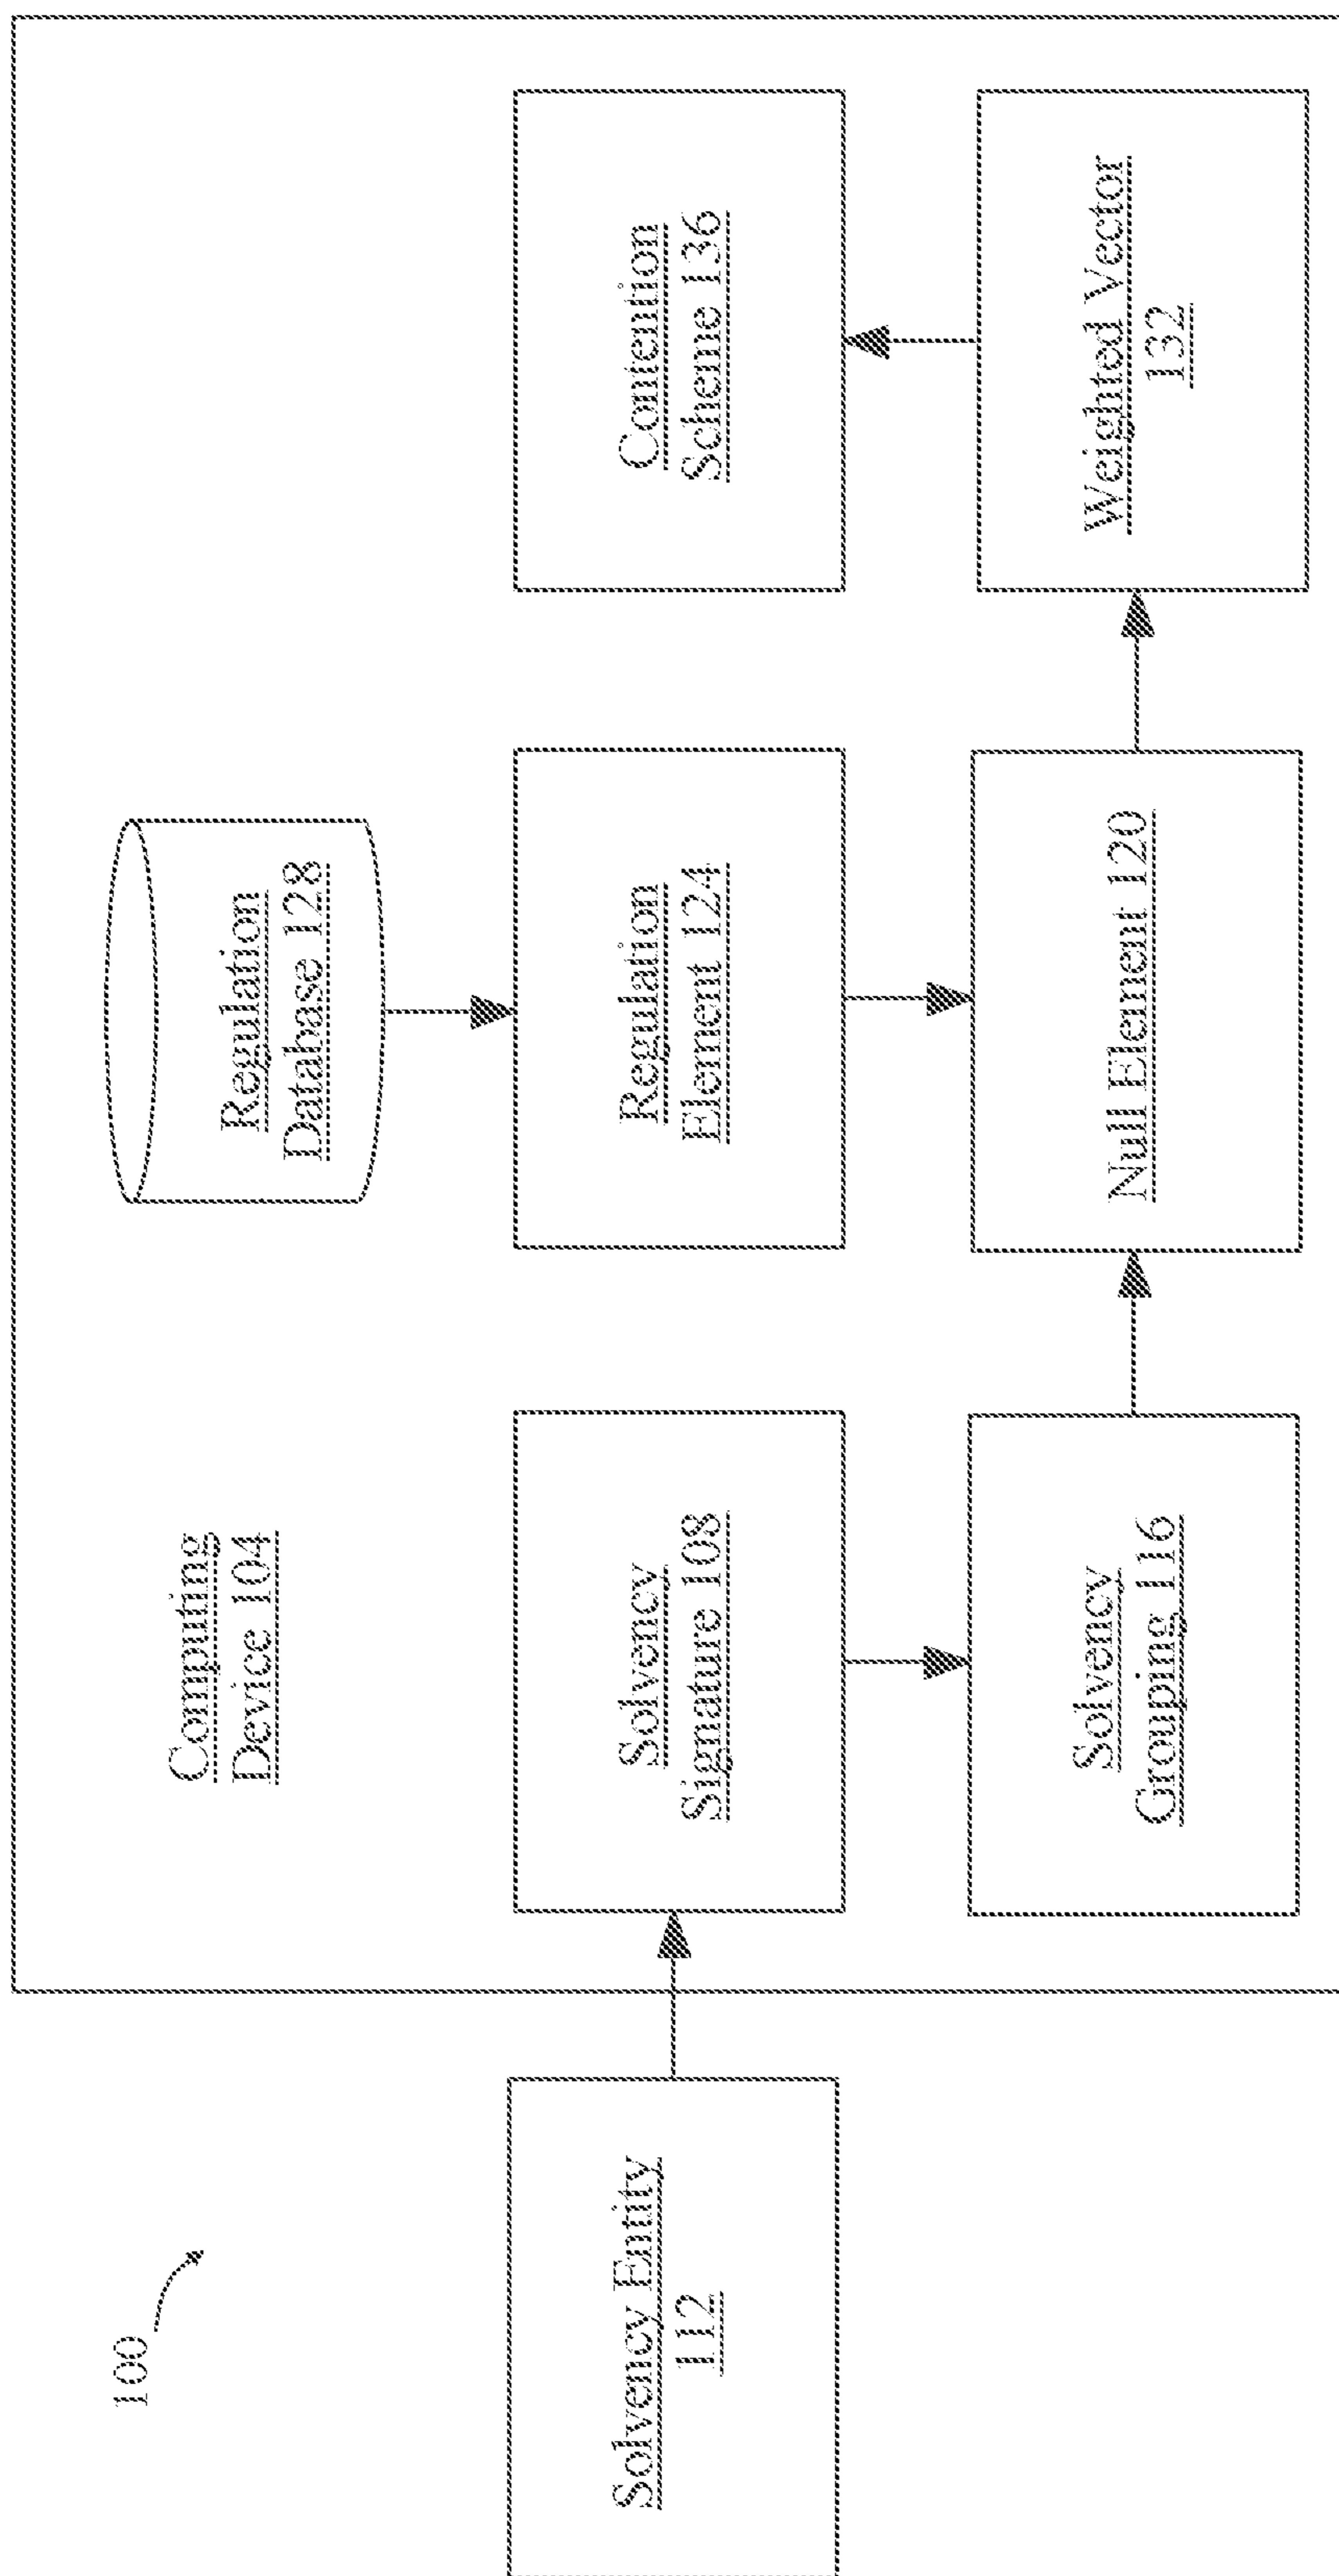 100
Solvency Entity
112
Computing
Device 104
Solvency
Signature 108
Solvency
Grouping 116
Regulation
Database 128
Regulation
Element 124
Null Element 120
Contention
Scheme 136
Weighted Vector
132